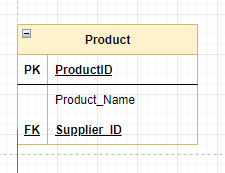 Product
PK ProductID
Product_Name
FK Supplier_ID